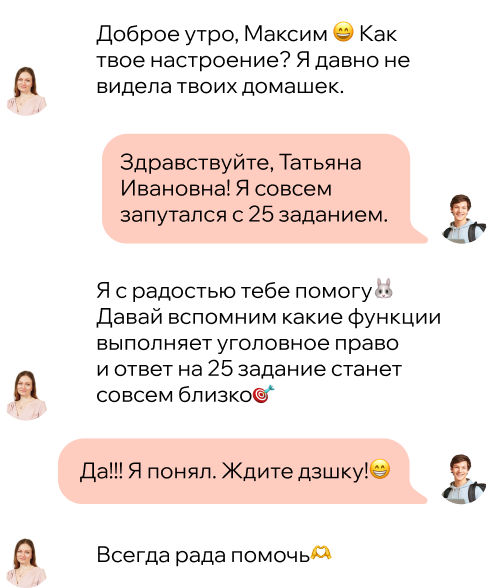 Доброе утро, Максим 😄 Как
твое настроение? Я давно не
видела твоих домашек.
Здравствуйте, Татьяна
Ивановна! Я совсем
запутался с 25 заданием.
Я с радостью тебе помогу🐰
Давай вспомним какие функции
выполняет уголовное право
и ответ на 25 задание станет
совсем близко🎯
Да!!! Я понял. Ждите дзшку!😁
Всегда рада помочь🫶